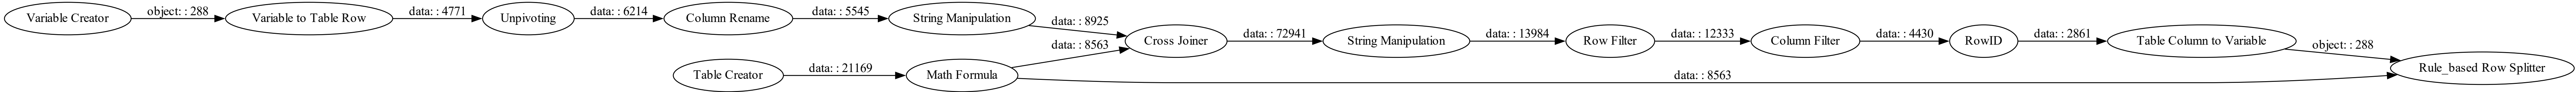 Variable Creator
object: : 288
Variable to Table Row
data: : 4771
Unpivoting
data: : 6214
Column Rename
data: : 5545
String Manipulation
data: : 8925
Cross Joiner
data: : 72941
String Manipulation
data: : 13984
Row Filter
data: : 12333
Column Filter
data: : 4430
RowID
data: : 2861
Table Column to Variable
object: : 288
Rule_based Row Splitter
Table Creator
data: : 21169
Math Formula
data: : 8563
data: : 8563